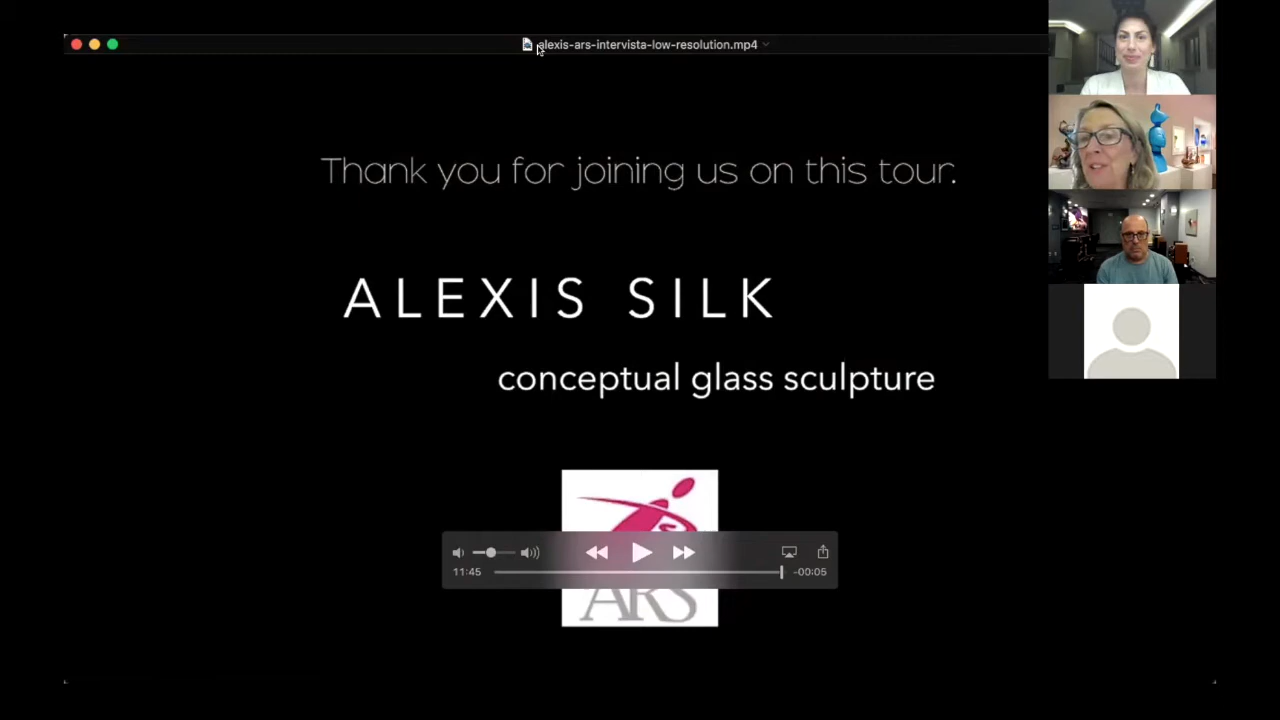 alexis-ars-intervista-low-resolution.mp4
Thank you for joining us on this tour.
ALEXIS SILK
conceptual glass sculpture
11:45
-00:05
ARS